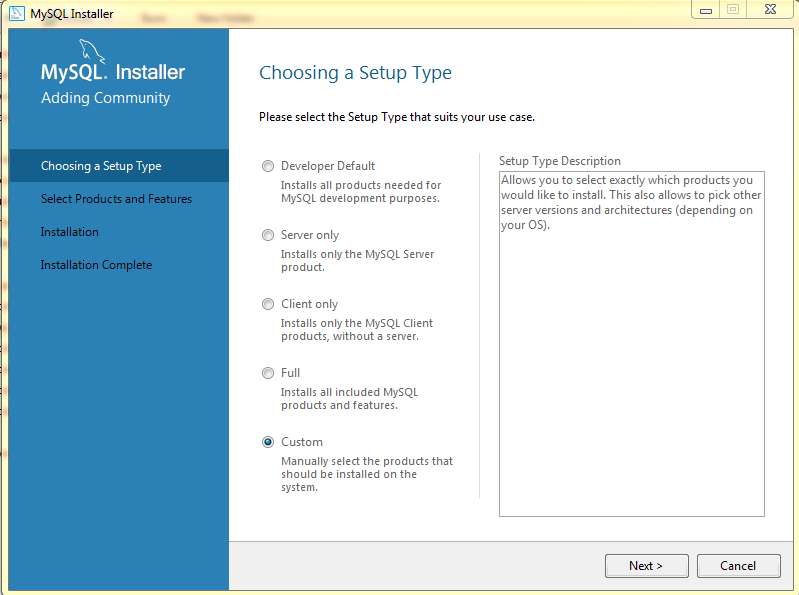 MySQL Installer
MySQL. Installer
Adding Community
Choosing a Setup Type
Select Products and Features
Installation
Installation Complete
Choosing a Setup Type
Please select the Setup Type that suits your use case.
Developer Default
Installs all products needed for
MySQL development purposes.
Server only
Installs only the MySQL Server
product.
Client only
Installs only the MySQL Client
products, without a server.
Full
Installs all included MySQL
products and features.
Custom
Manually select the products that
should be installed on the
system.
Setup Type Description
Allows you to select exactly which products you
would like to install. This also allows to pick other
server versions and architectures (depending on
your OS).
Next >
Cancel